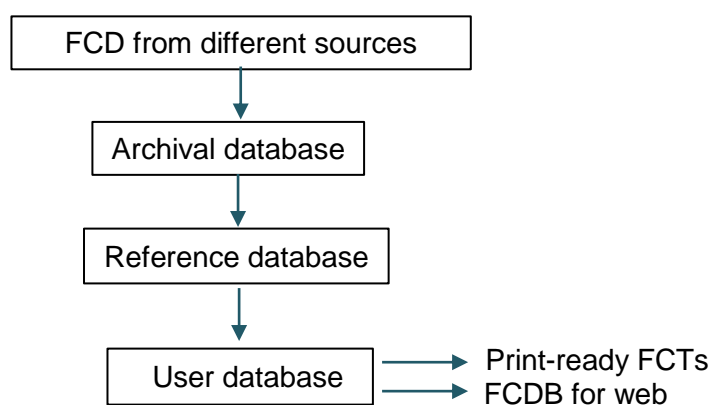 FCD from different sources
Archival database
Reference database
User database
Print-ready FCTs
FCDB for web